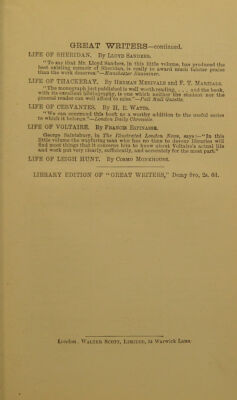 GREAT WRITERS—continued.
LIFE OF SHERIDAN. By LLOYD SANDERS.
"To say that Mr. Lloyd Sanders, in this little volume, has produced the
best existing memoir of Sheridan, is really to award much fainter praise
than the work deserves."—Manchester Examiner.
LIFE OF THACKERAY. By HERMAN MERIVALE and F. T. MARZIALS.
"The monograph just published is well worth reading, . . . and the book,
with its excellent bibliography, is one which neither the student nor the
general reader can well afford to miss."—Pall Mall Gazette.
LIFE OF CERVANTES. By H. E. WATTS.
"We can commend this book as a worthy addition to the useful series
to which it belongs."—London Daily Chronicle.
LIFE OF VOLTAIRE. By FRANCIS ESPINASSE.
George Saintsbury, in The Illustrated London News, says:—"In this
little volume the wayfaring man who has no time to devour libraries will
find most things that it concerns him to know about Voltaire's actual life
and work put very clearly, sufficiently, and accurately for the most part."
LIFE OF LEIGH HUNT. By COSMO MONKHOUSE.
LIBRARY EDITION OF "GREAT WRITERS," Demy 8vo, 2s. 6d.
London: WALTER SCOTT, LIMITED, 24 Warwick Lane.